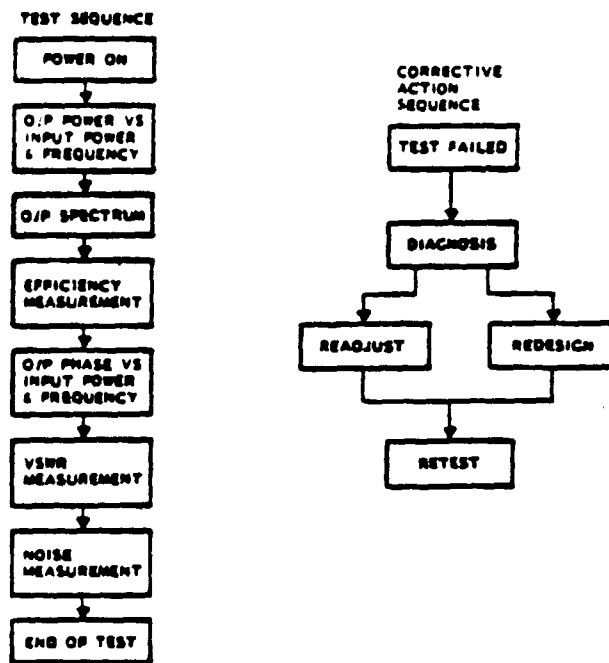 TEST SEQUENCE
POWER ON
O/P POWER VS
INPUT POWER
& FREQUENCY
O/P SPECTRUM
EFFICIENCY
MEASUREMENT
O/P PHASE VS
INPUT POWER
& FREQUENCY
VSWR
MEASUREMENT
NOISE
MEASUREMENT
END OF TEST
CORRECTIVE
ACTION
SEQUENCE
TEST FAILED
DIAGNOSIS
READJUST
REDESIGN
RETEST